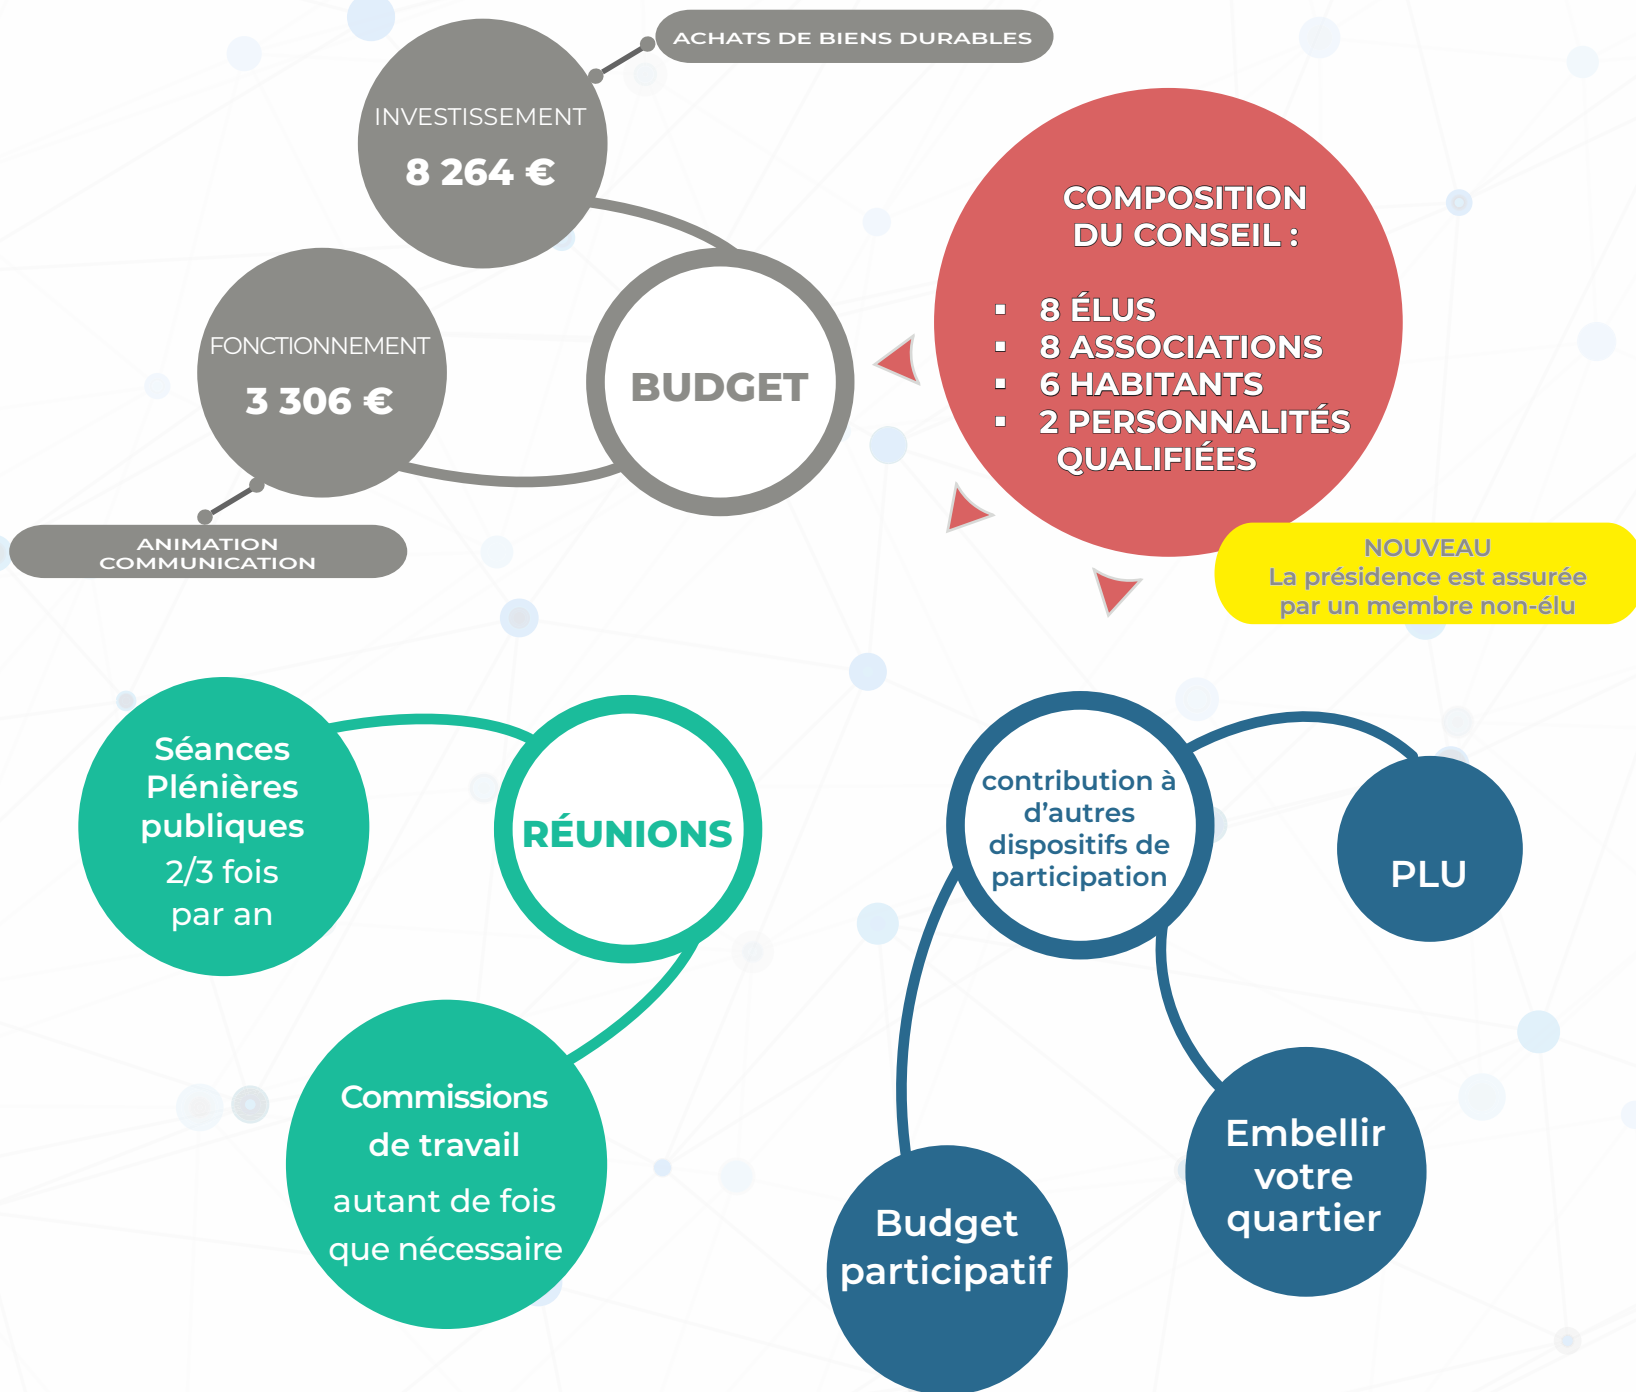 ACHATS DE BIENS DURABLES
INVESTISSEMENT
8 264 €
FONCTIONNEMENT
3 306 €
BUDGET
ANIMATION
COMMUNICATION
COMPOSITION
DU CONSEIL :
▪ 8 ÉLUS
▪ 8 ASSOCIATIONS
▪ 6 HABITANTS
▪ 2 PERSONNALITÉS
QUALIFIÉES
NOUVEAU
La présidence est assurée
par un membre non-élu
Séances
Plénières
publiques
2/3 fois
par an
RÉUNIONS
Commissions
de travail
autant de fois
que nécessaire
contribution à
d’autres
dispositifs de
participation
PLU
Embellir
votre
quartier
Budget
participatif